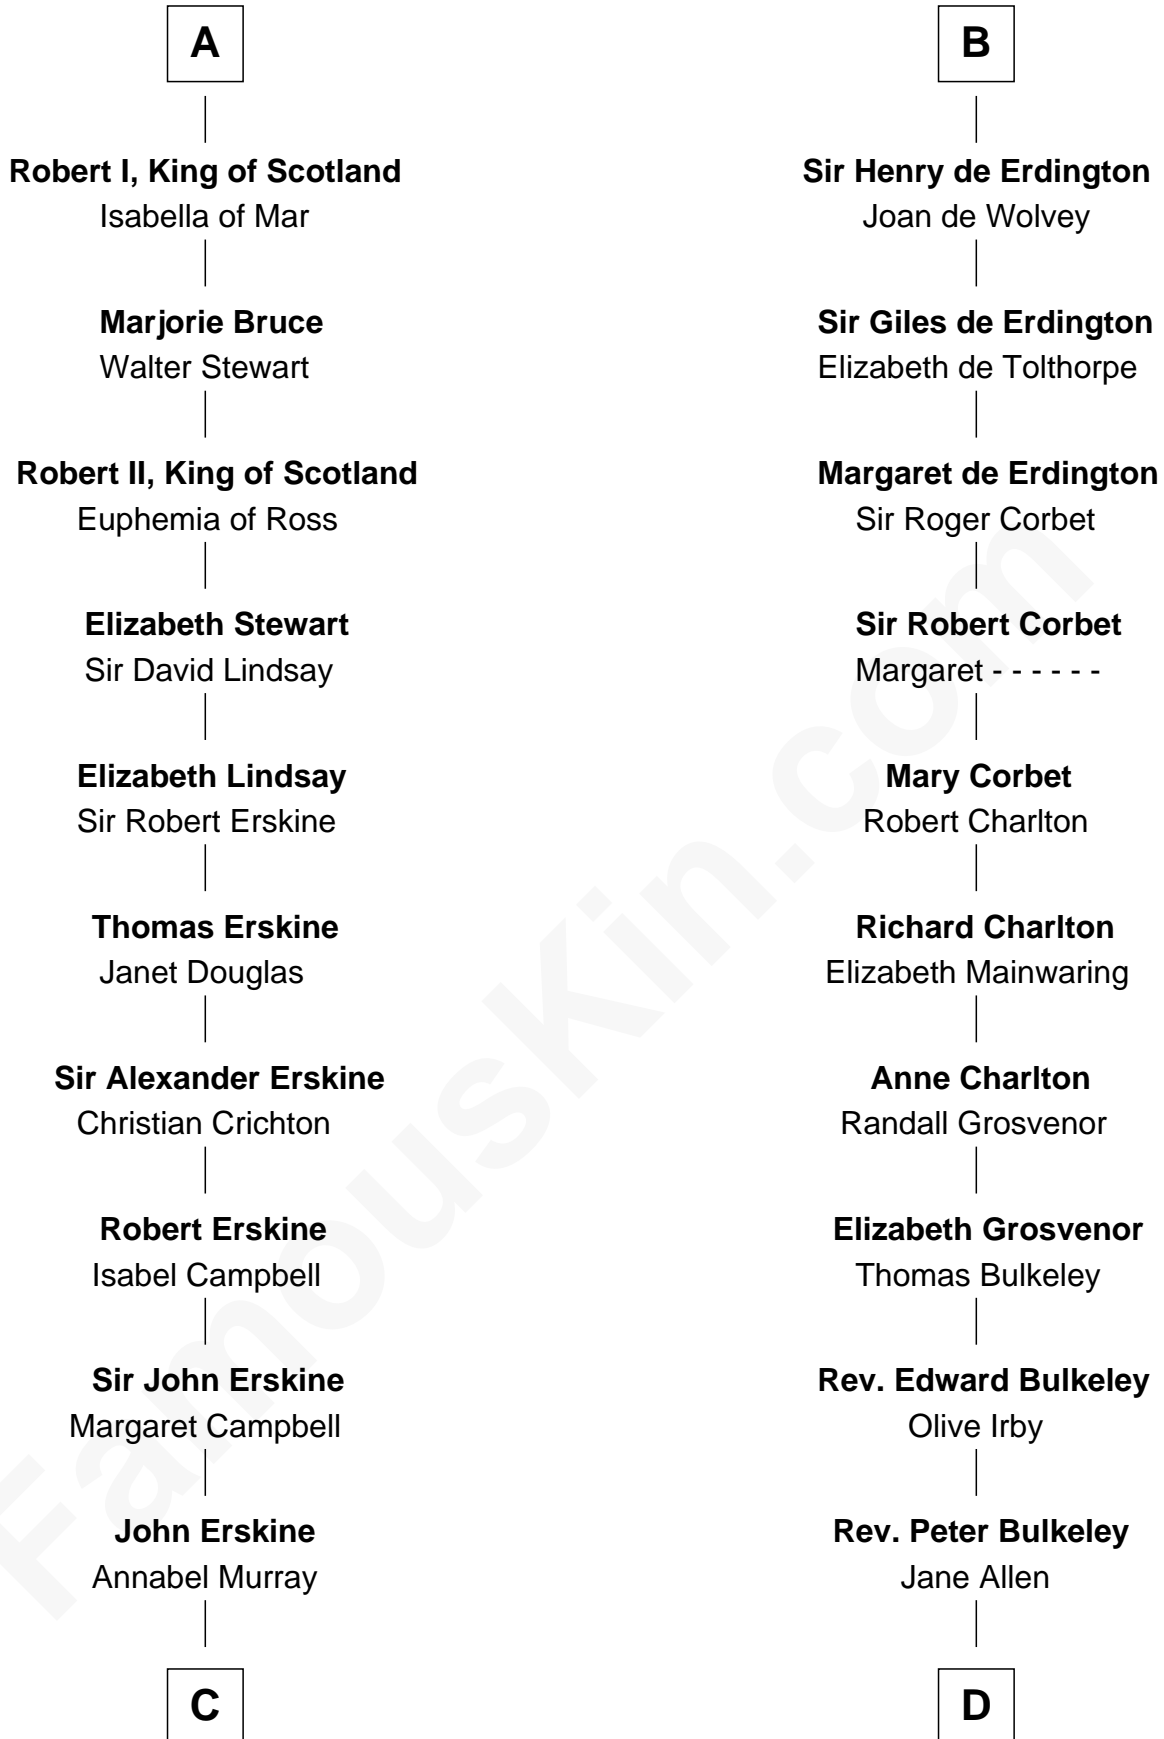 A
Robert I, King of Scotland
Isabella of Mar
Marjorie Bruce
Walter Stewart
Robert II, King of Scotland
Euphemia of Ross
Elizabeth Stewart
Sir David Lindsay
Elizabeth Lindsay
Sir Robert Erskine
Thomas Erskine
Janet Douglas
Sir Alexander Erskine
Christian Crichton
Robert Erskine
Isabel Campbell
Sir John Erskine
Margaret Campbell
John Erskine
Annabel Murray
C
B
Sir Henry de Erdington
Joan de Wolvey
Sir Giles de Erdington
Elizabeth de Tolthorpe
Margaret de Erdington
Sir Roger Corbet
Sir Robert Corbet
Margaret - - - - - -
Mary Corbet
Robert Charlton
Richard Charlton
Elizabeth Mainwaring
Anne Charlton
Randall Grosvenor
Elizabeth Grosvenor
Thomas Bulkeley
Rev. Edward Bulkeley
Olive Irby
Rev. Peter Bulkeley
Jane Allen
D
FamousKin.com